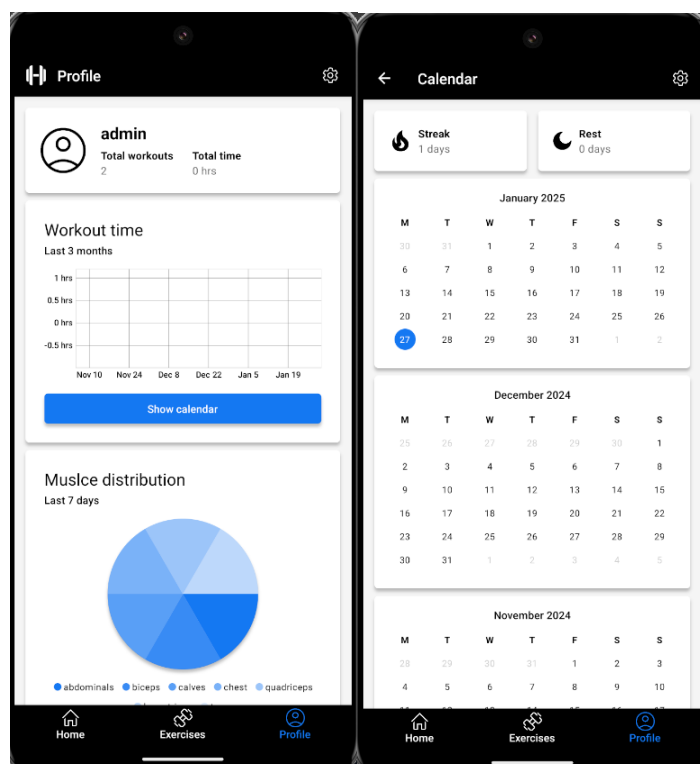 Profile
admin
Total workouts Total time
2 0 hrs
Workout time
Last 3 months
1 hrs
0.5 hrs
0 hrs
-0.5 hrs
Nov 10 Nov 24 Dec 8 Dec 22 Jan 5 Jan 19
Show calendar
Muslce distribution
Last 7 days
abdominals biceps calves chest quadriceps
Home Exercises Profile
Calendar
Streak
1 days
Rest
0 days
January 2025
M T W T F S S
30 31 1 2 3 4 5
6 7 8 9 10 11 12
13 14 15 16 17 18 19
20 21 22 23 24 25 26
27 28 29 30 31 1 2
December 2024
M T W T F S S
25 26 27 28 29 30 1
2 3 4 5 6 7 8
9 10 11 12 13 14 15
16 17 18 19 20 21 22
23 24 25 26 27 28 29
30 31 1 2 3 4 5
November 2024
M T W T F S S
28 29 30 31 1 2 3
4 5 6 7 8 9 10
Home Exercises Profile